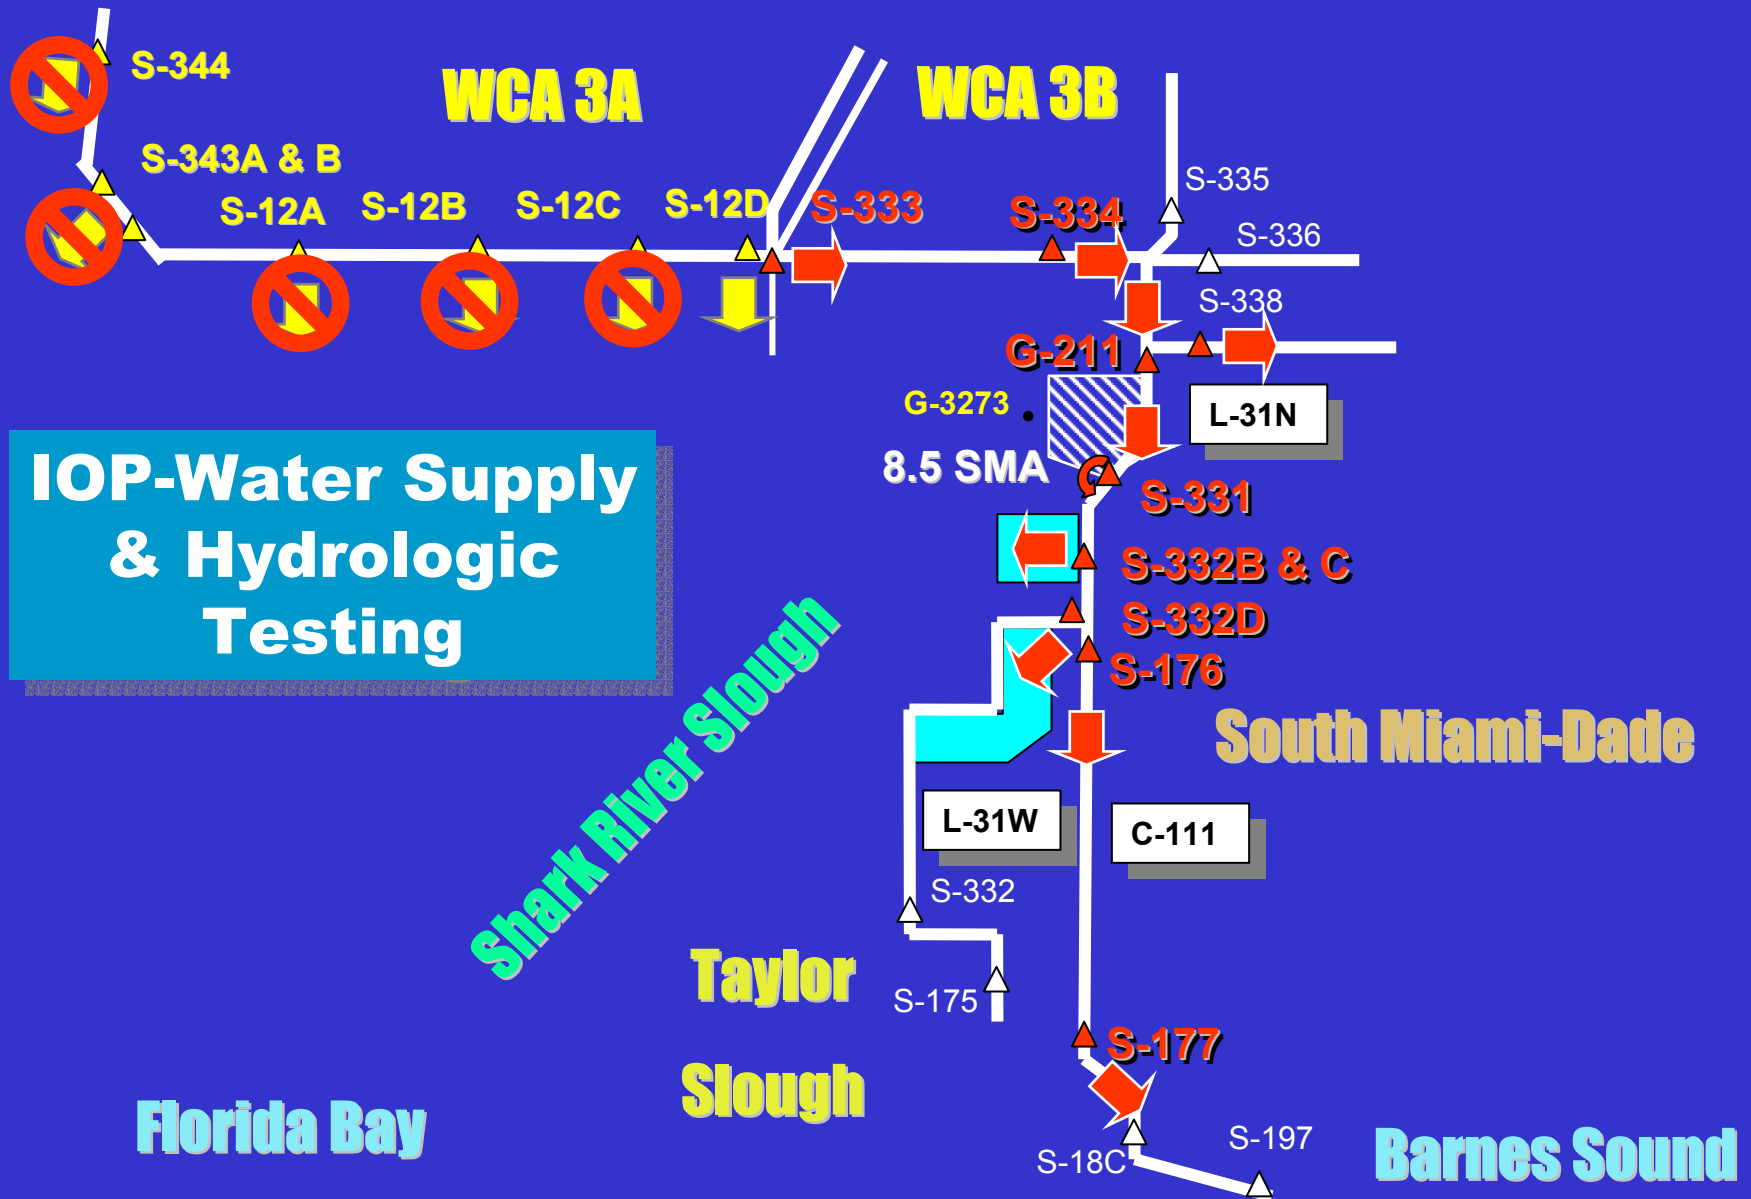 S-344
WCA 3A
WCA 3B
S-343A & B
S-12A
S-12B
S-12C
S-12D
S-333
S-334
S-335
S-336
S-338
G-211
G-3273
L-31N
8.5 SMA
S-331
IOP-Water Supply
& Hydrologic
Testing
S-332B & C
S-332D
S-176
Shark River Slough
South Miami-Dade
L-31W
C-111
S-332
Taylor
Slough
S-175
S-177
Florida Bay
S-18C
S-197
Barnes Sound